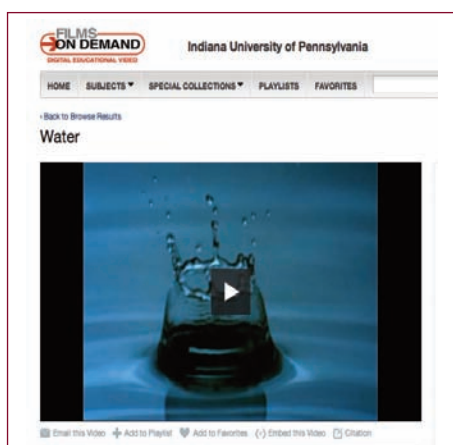 FILMS
ON DEMAND
DIGITAL EDUCATIONAL VIDEO
Indiana University of Pennsylvania
HOME SUBJECTS SPECIAL COLLECTIONS PLAYLISTS FAVORITES
‹ Back to Browse Results
Water
Email this Video Add to Playlist Add to Favorites Embed this Video Citation